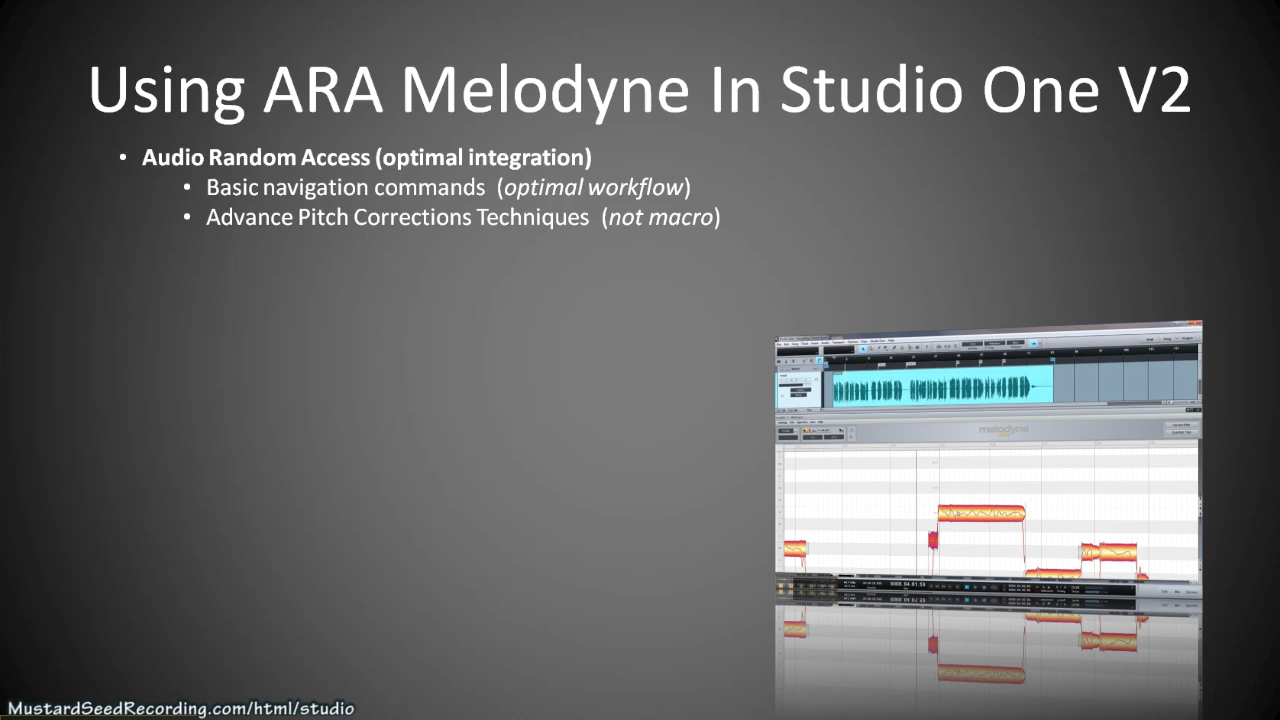 Using ARA Melodyne In Studio One V2
• Audio Random Access (optimal integration)
• Basic navigation commands (optimal workflow)
• Advance Pitch Corrections Techniques (not macro)
melodyne
MustardSeedRecording.com/html/studio